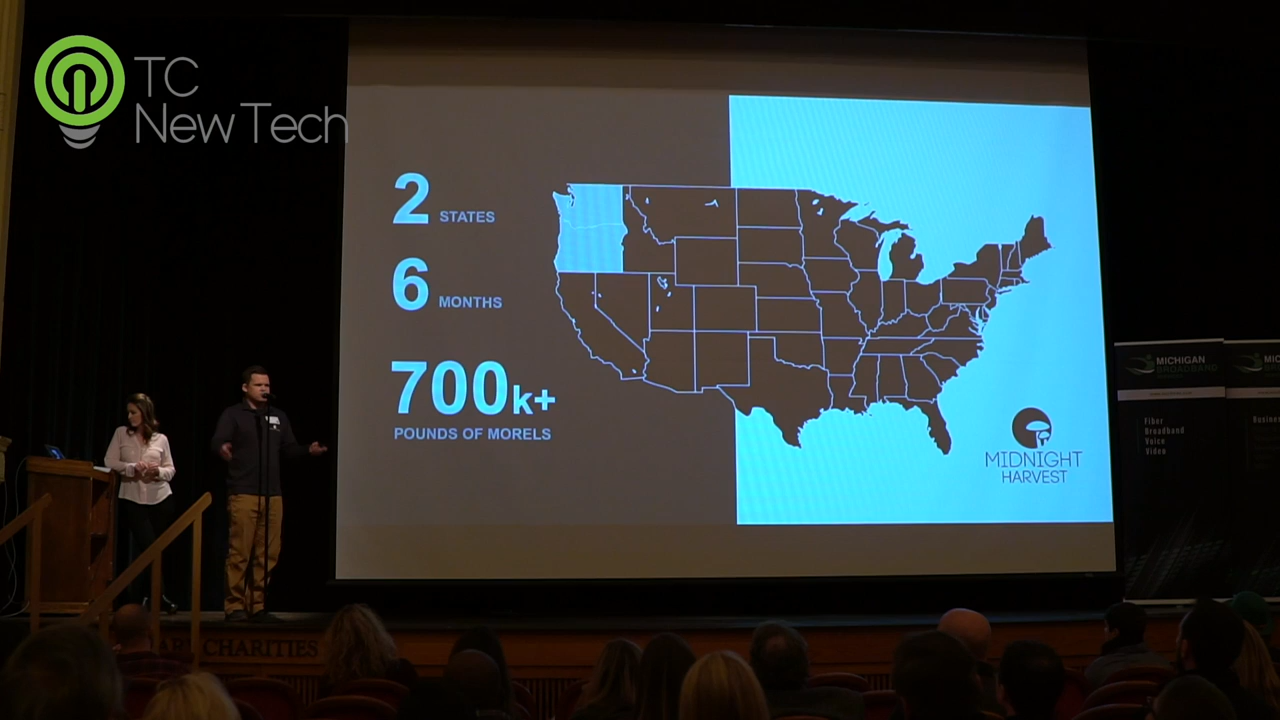 TC
New Tech
2 STATES
6 MONTHS
700k+
POUNDS OF MORELS
MIDNIGHT
HARVEST
MICHIGAN
BROADBAND
Fiber
Broadband
Voice
Video
CHARITIES